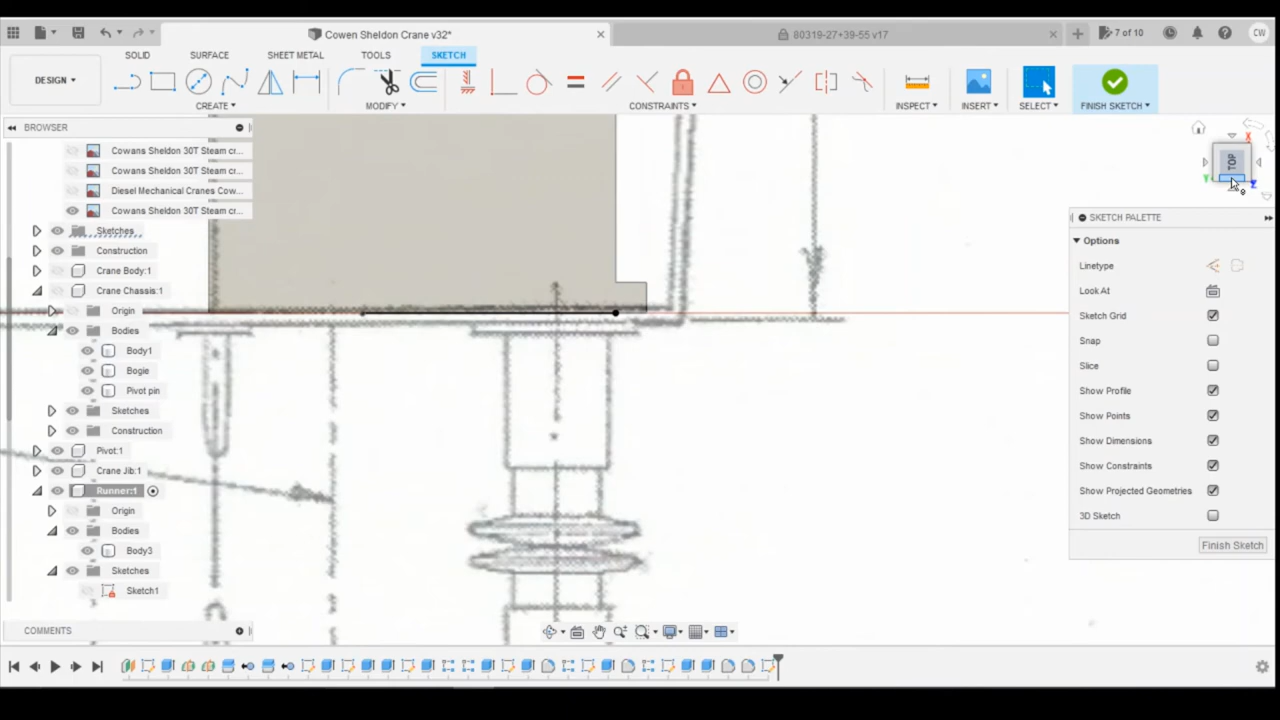 Cowen Sheldon Crane v32*
80319-27+39-55 v17
7 of 10
CW
DESIGN
SOLID
SURFACE
SHEET METAL
TOOLS
SKETCH
CREATE
MODIFY
CONSTRAINTS
INSPECT
INSERT
SELECT
FINISH SKETCH
BROWSER
Cowans Sheldon 30T Steam cr...
Cowans Sheldon 30T Steam cr...
Diesel Mechanical Cranes Cow...
Cowans Sheldon 30T Steam cr...
Sketches
Construction
Crane Body:1
Crane Chassis:1
Origin
Bodies
Body1
Bogie
Pivot pin
Sketches
Construction
Pivot:1
Crane Jib:1
Runner:1
Origin
Bodies
Body3
Sketches
Sketch1
COMMENTS
TOP
X
Y
Z
SKETCH PALETTE
Options
Linetype
Look At
Sketch Grid
Snap
Slice
Show Profile
Show Points
Show Dimensions
Show Constraints
Show Projected Geometries
3D Sketch
Finish Sketch